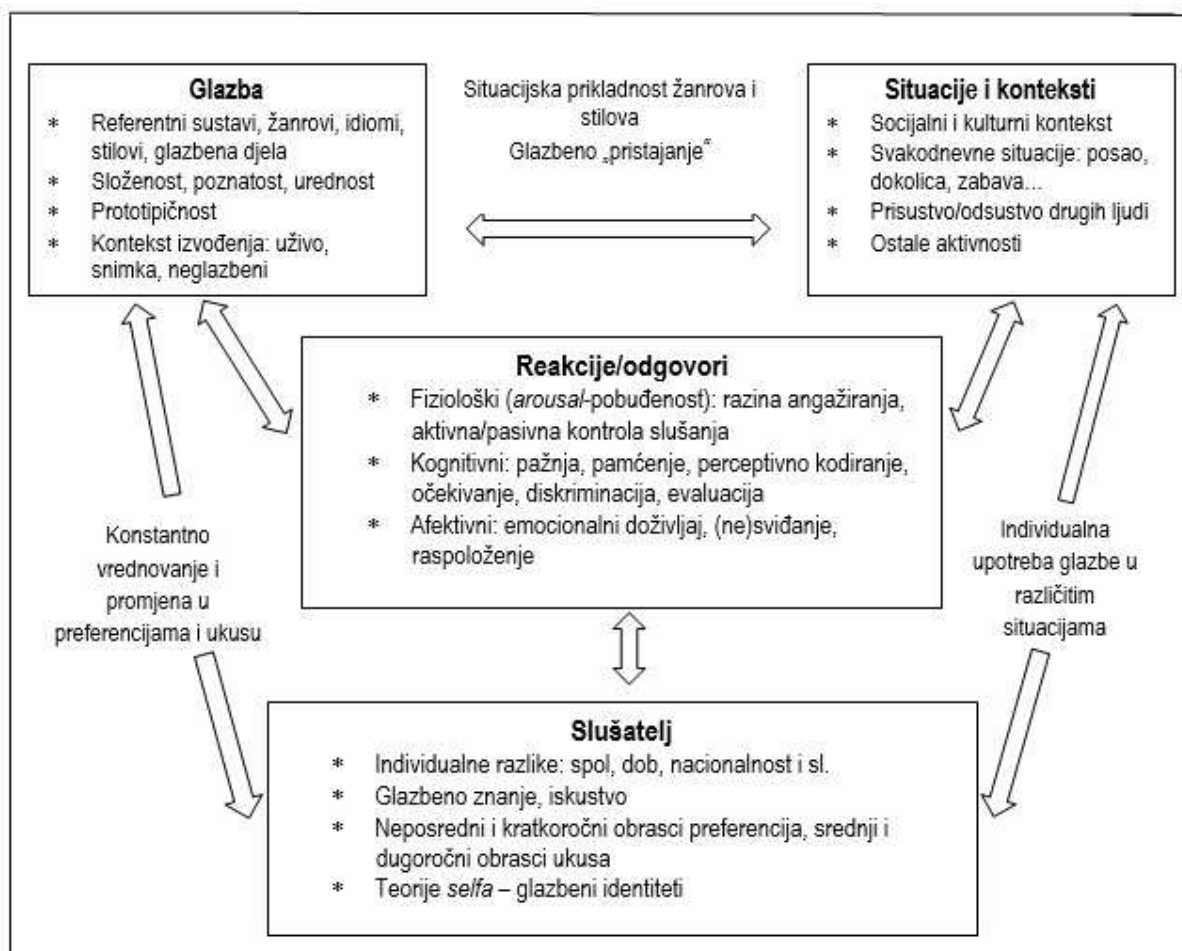 Glazba
* Referentni sustavi, žanrovi, idiomi,
stilovi, glazbena djela
* Složenost, poznatost, urednost
* Prototipičnost
* Kontekst izvođenja: uživo,
snimka, neglazbeni
Situacijska prikladnost žanrova i
stilova
Glazbeno „pristajanje“
Situacije i konteksti
* Socijalni i kulturni kontekst
* Svakodnevne situacije: posao,
dokolica, zabava...
* Prisustvo/odsustvo drugih ljudi
* Ostale aktivnosti
Reakcije/odgovori
* Fiziološki (arousal-pobuđenost): razina angažiranja,
aktivna/pasivna kontrola slušanja
* Kognitivni: pažnja, pamćenje, perceptivno kodiranje,
očekivanje, diskriminacija, evaluacija
* Afektivni: emocionalni doživljaj, (ne)sviđanje,
raspoloženje
Konstantno
vrednovanje i
promjena u
preferencijama i ukusu
Individualna
upotreba glazbe u
različitim
situacijama
Slušatelj
* Individualne razlike: spol, dob, nacionalnost i sl.
* Glazbeno znanje, iskustvo
* Neposredni i kratkoročni obrasci preferencija, srednji i
dugoročni obrasci ukusa
* Teorije selfa – glazbeni identiteti